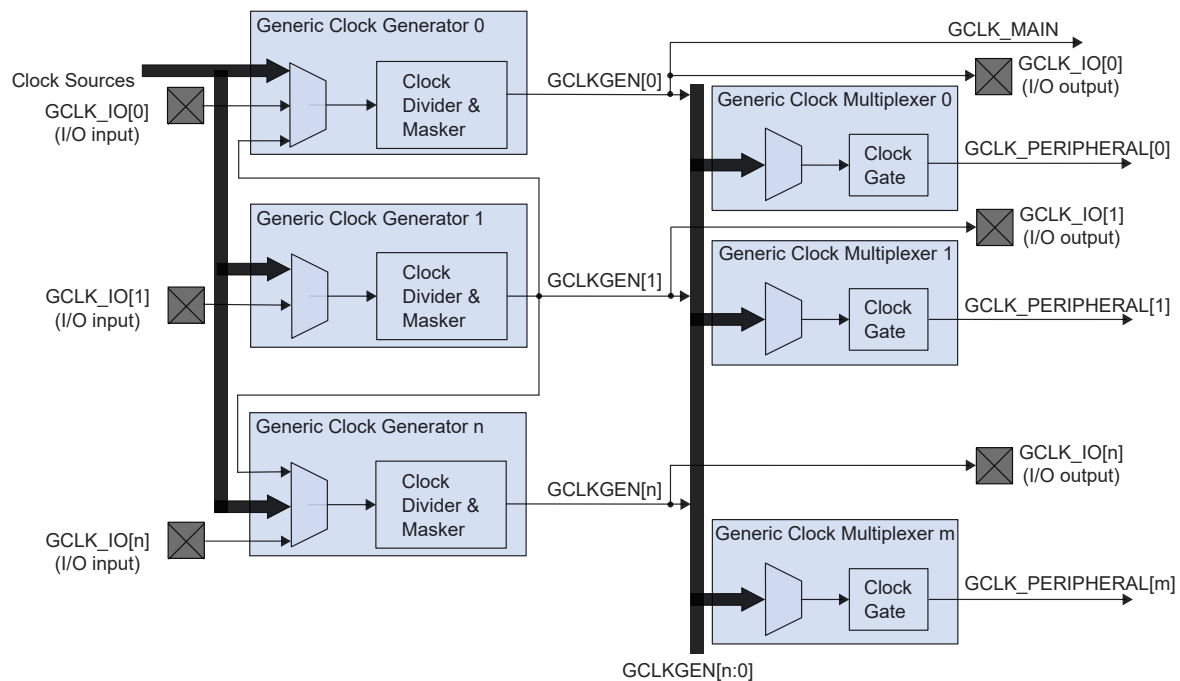 Generic Clock Generator 0
Clock Sources
GCLK_IO[0]
(I/O input)
Clock
Divider &
Masker
GCLKGEN[0]
GCLK_MAIN
GCLK_IO[0]
(I/O output)
Generic Clock Multiplexer 0
Clock
Gate
GCLK_PERIPHERAL[0]
Generic Clock Generator 1
GCLK_IO[1]
(I/O input)
Clock
Divider &
Masker
GCLKGEN[1]
GCLK_IO[1]
(I/O output)
Generic Clock Multiplexer 1
Clock
Gate
GCLK_PERIPHERAL[1]
Generic Clock Generator n
GCLK_IO[n]
(I/O input)
Clock
Divider &
Masker
GCLKGEN[n]
GCLK_IO[n]
(I/O output)
Generic Clock Multiplexer m
Clock
Gate
GCLK_PERIPHERAL[m]
GCLKGEN[n:0]